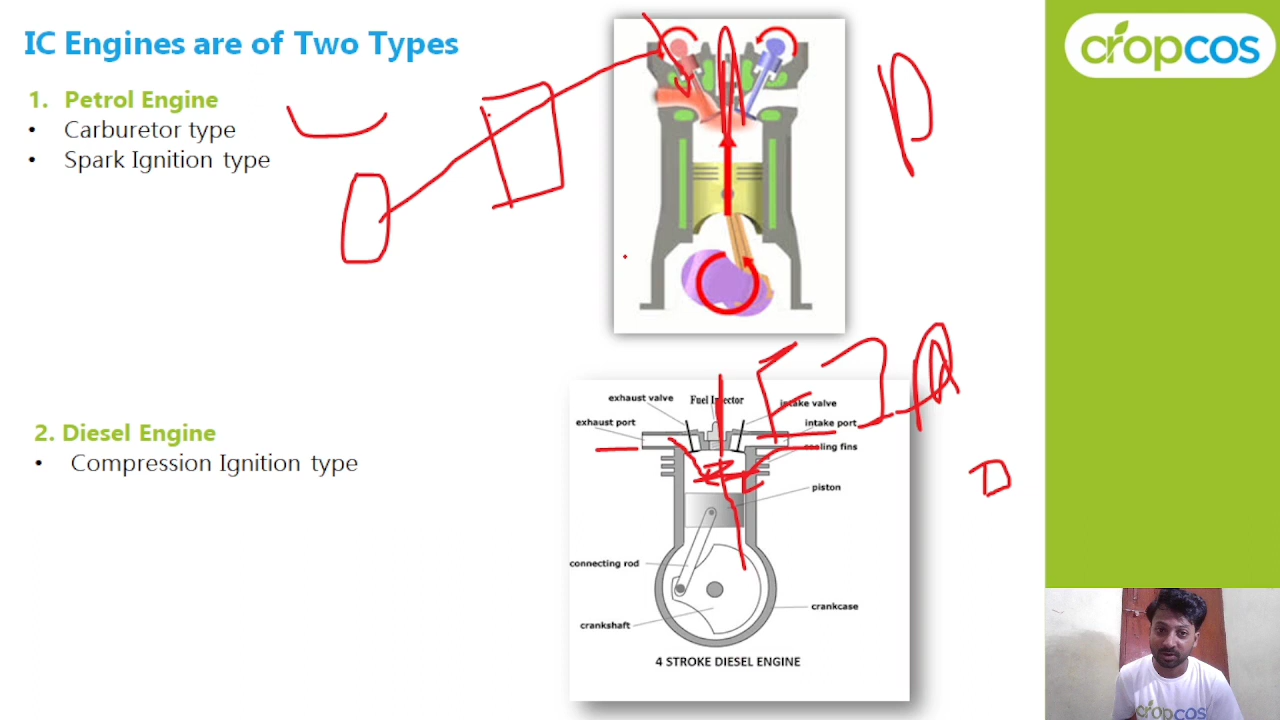 IC Engines are of Two Types
1. Petrol Engine
• Carburetor type
• Spark Ignition type
2. Diesel Engine
• Compression Ignition type
exhaust valve
Fuel Injector
intake valve
exhaust port
intake port
cooling fins
piston
connecting rod
crankcase
crankshaft
4 STROKE DIESEL ENGINE
cropcos
cropcos